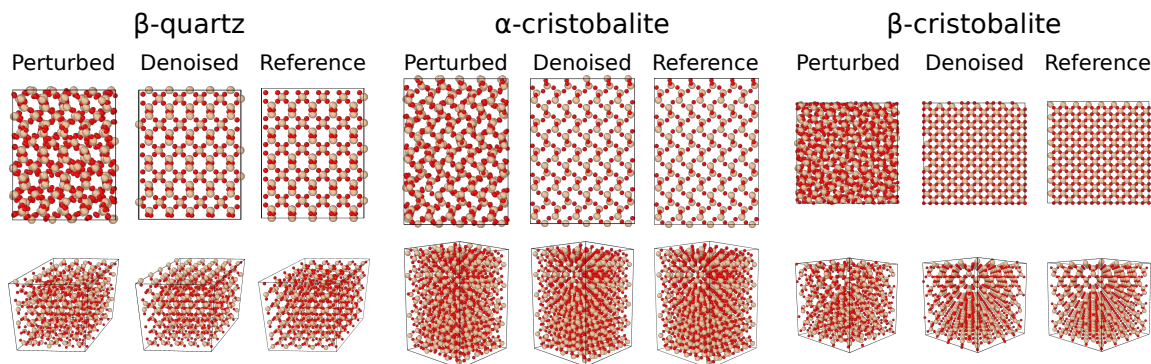 β-quartz
Perturbed Denoised Reference
α-cristobalite
Perturbed Denoised Reference
β-cristobalite
Perturbed Denoised Reference